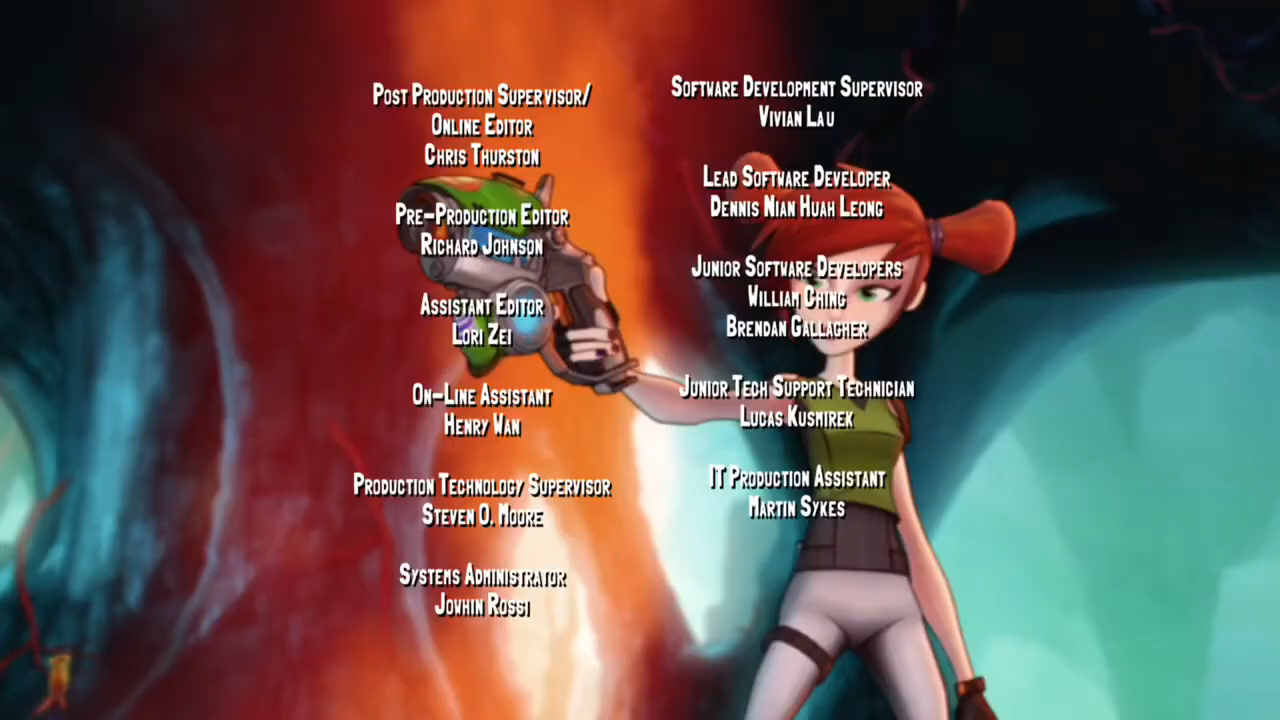 Post Production Supervisor/
Online Editor
Chris Thurston
Pre-Production Editor
Richard Johnson
Assistant Editor
Lori Zei
On-Line Assistant
Henry Wan
Production Technology Supervisor
Steven O. Moore
Systems Administrator
Jowhin Rossi
Software Development Supervisor
Vivian Lau
Lead Software Developer
Dennis Nian Huah Leong
Junior Software Developers
William Ching
Brendan Gallagher
Junior Tech Support Technician
Lucas Kusmirek
IT Production Assistant
Martin Sykes